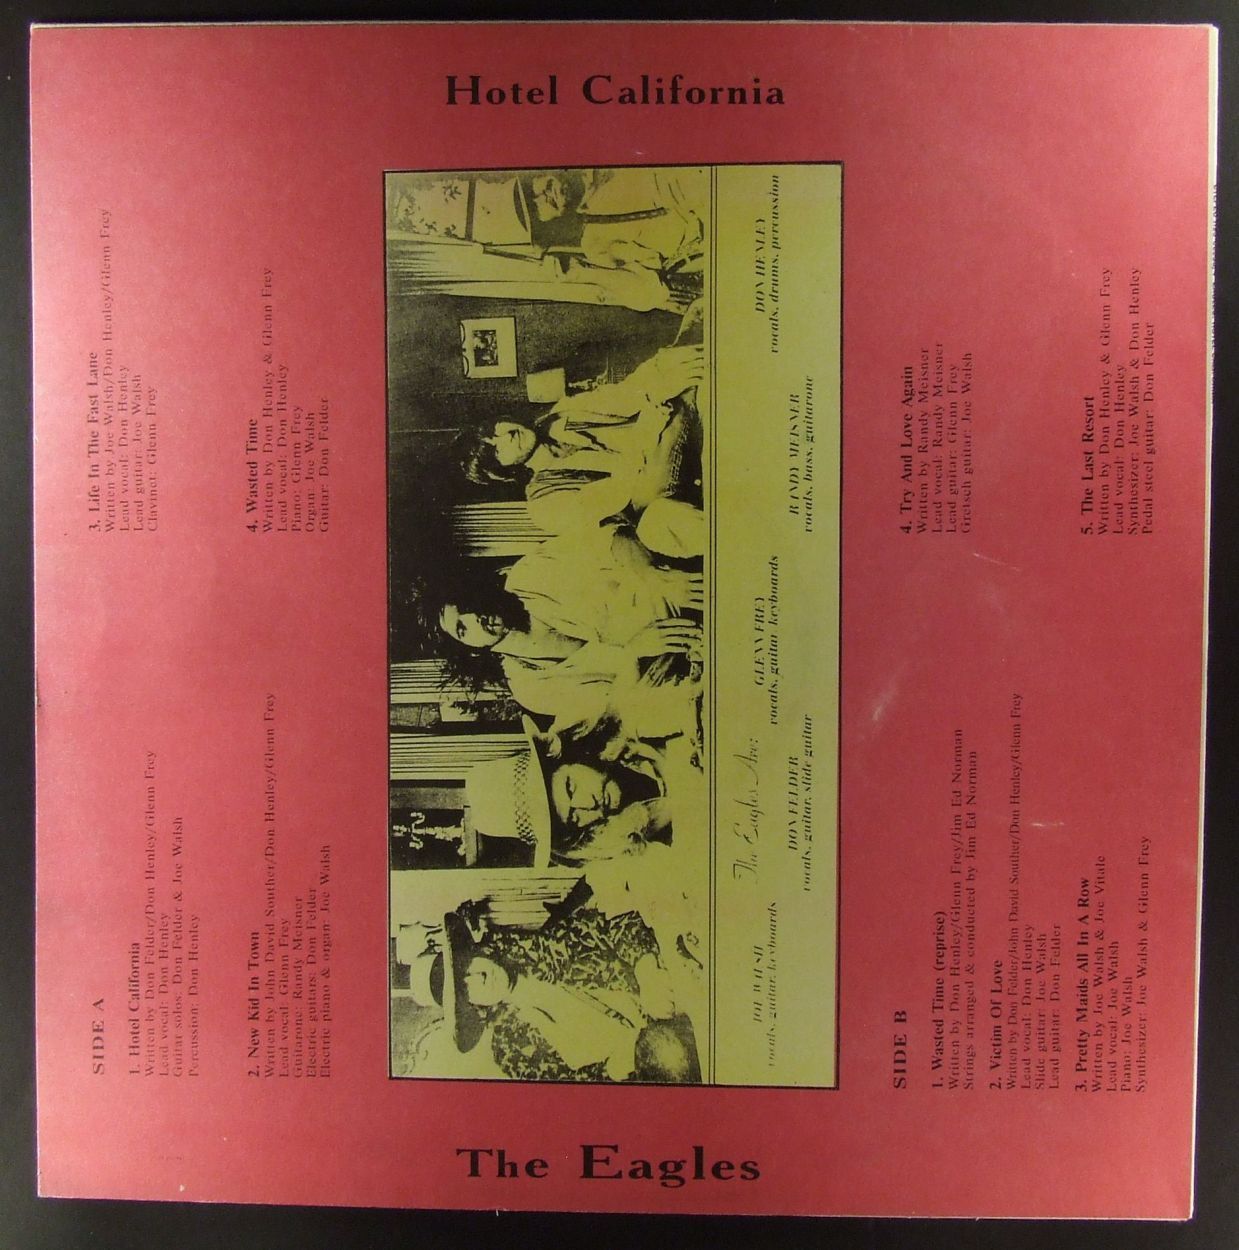 Hotel California
SIDE A
1. Hotel California
Written by Don Felder/Don Henley/Glenn Frey
Lead vocal: Don Henley
Guitar solos: Don Felder & Joe Walsh
Percussion: Don Henley
2. New Kid In Town
Written by John David Souther/Don Henley/Glenn Frey
Lead vocal: Glenn Frey
Guitarone: Randy Meisner
Electric guitars: Don Felder
Electric piano & organ: Joe Walsh
3. Life In The Fast Lane
Written by Joe Walsh/Don Henley/Glenn Frey
Lead vocal: Don Henley
Lead guitar: Joe Walsh
Clavinet: Glenn Frey
4. Wasted Time
Written by Don Henley & Glenn Frey
Lead vocal: Don Henley
Piano: Glenn Frey
Organ: Joe Walsh
Guitar: Don Felder
The Eagles Are:
JOE WALSH
vocals, guitar, keyboards
DON FELDER
vocals, guitar, slide guitar
GLENN FREY
vocals, guitar, keyboards
RANDY MEISNER
vocals, bass, guitarone
DON HENLEY
vocals, drums, percussion
SIDE B
1. Wasted Time (reprise)
Written by Don Henley/Glenn Frey/Jim Ed Norman
Strings arranged & conducted by Jim Ed Norman
2. Victim Of Love
Written by Don Felder/John David Souther/Don Henley/Glenn Frey
Lead vocal: Don Henley
Slide guitar: Joe Walsh
Lead guitar: Don Felder
3. Pretty Maids All In A Row
Written by Joe Walsh & Joe Vitale
Lead vocal: Joe Walsh
Piano: Joe Walsh
Synthesizer: Joe Walsh & Glenn Frey
4. Try And Love Again
Written by Randy Meisner
Lead vocal: Randy Meisner
Lead guitar: Glenn Frey
Gretsch guitar: Joe Walsh
5. The Last Resort
Written by Don Henley & Glenn Frey
Lead vocal: Don Henley
Synthesizer: Joe Walsh & Don Henley
Pedal steel guitar: Don Felder
The Eagles